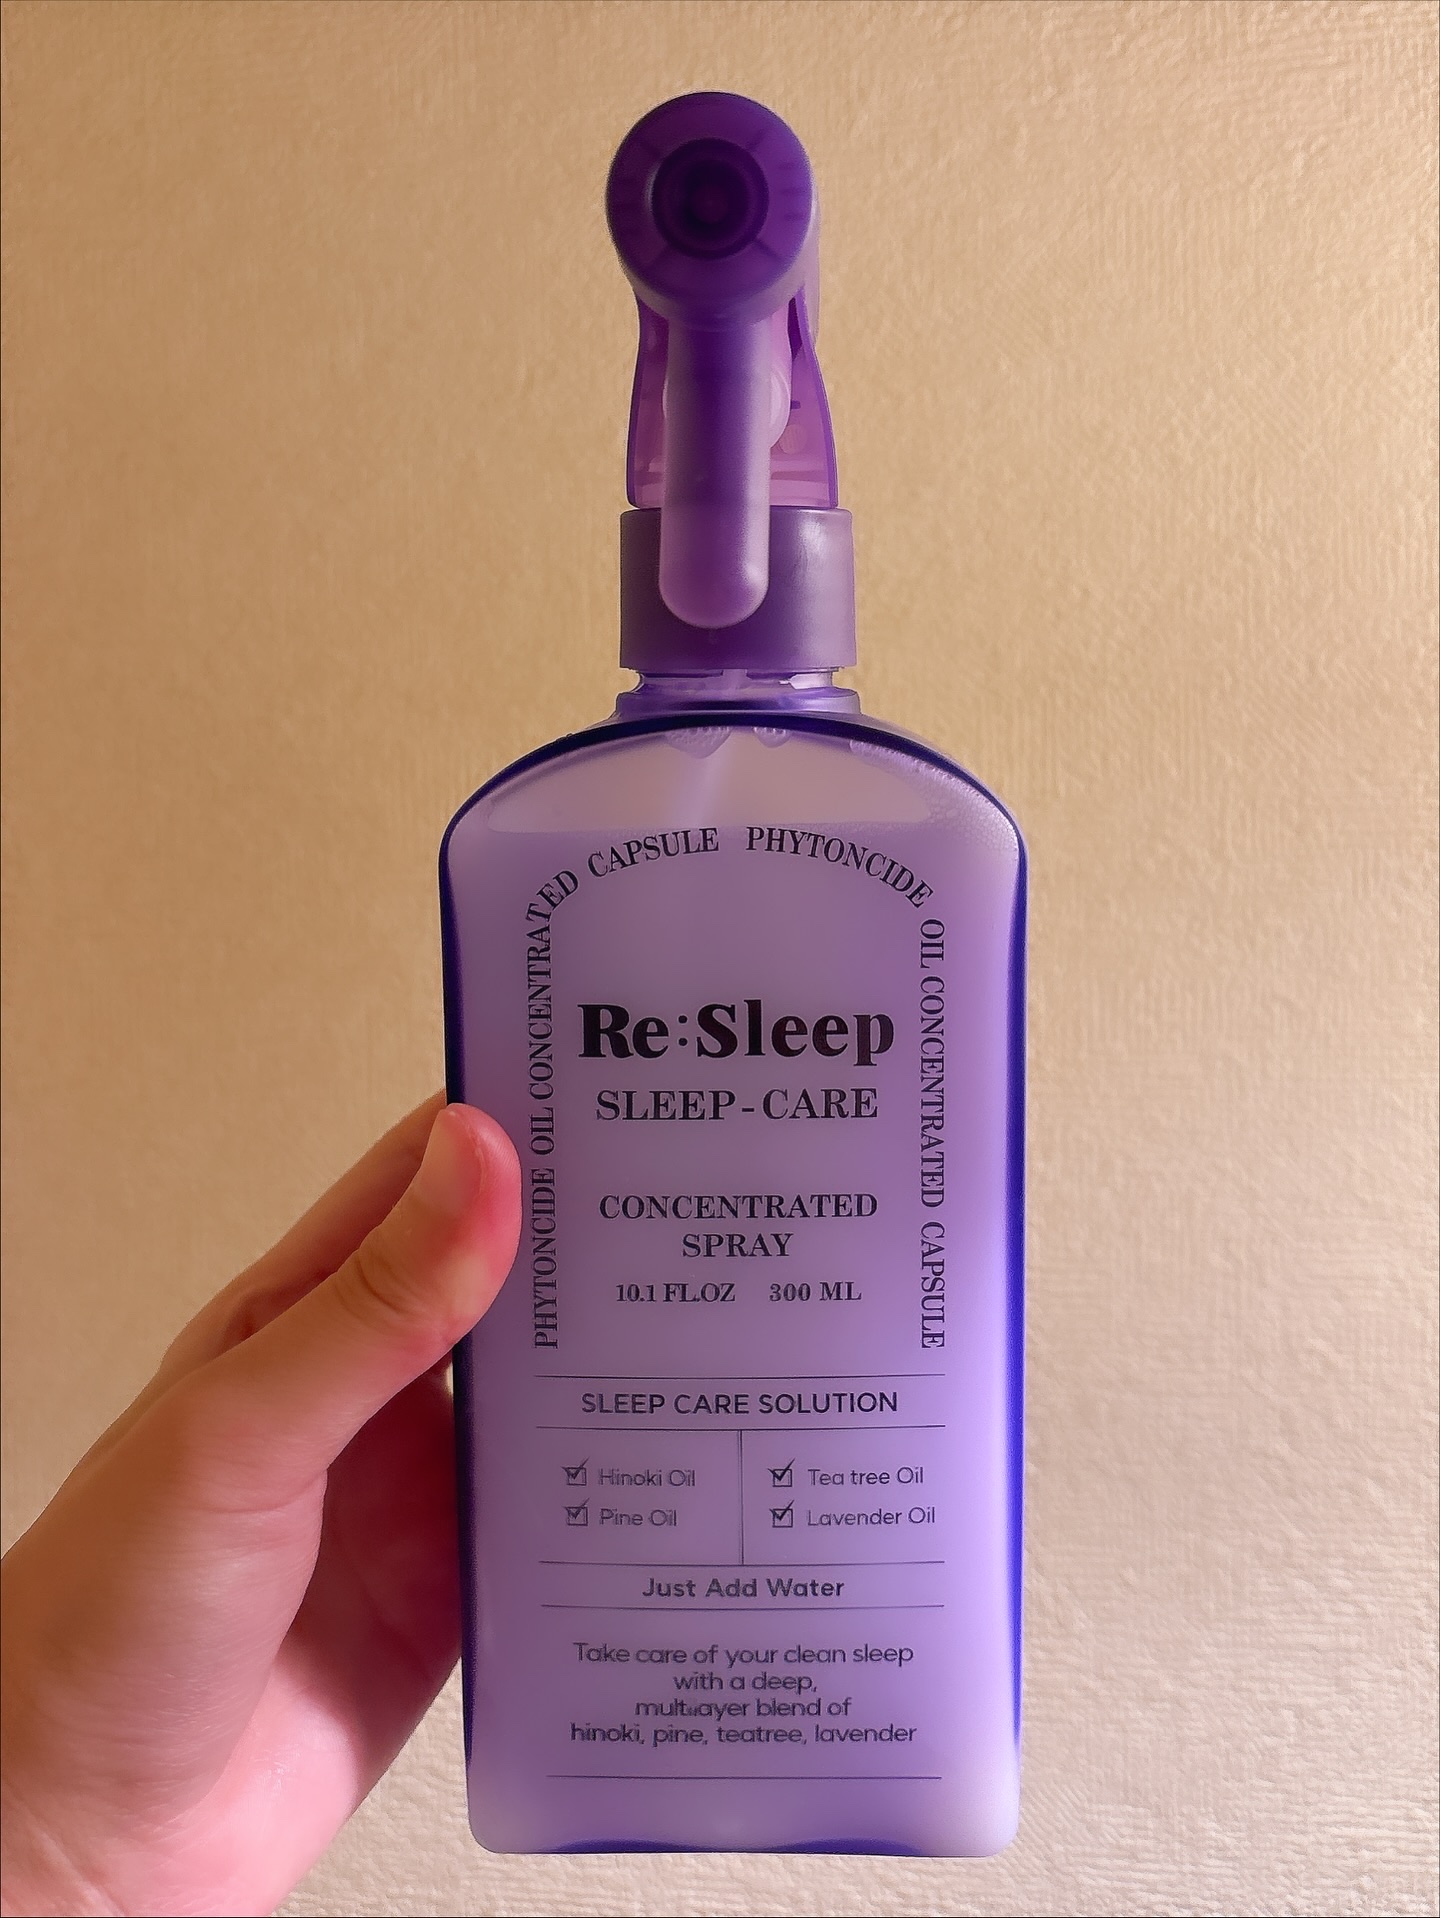 PHYTONCIDE OIL CONCENTRATED CAPSULE PHYTONCIDE OIL CONCENTRATED CAPSULE
Re:Sleep
SLEEP-CARE
CONCENTRATED
SPRAY
10.1 FL.OZ 300 ML
SLEEP CARE SOLUTION
Hinoki Oil Tea tree Oil
Pine Oil Lavender Oil
Just Add Water
Take care of your clean sleep
with a deep,
blend of
hinoki, pine, teatree, lavender